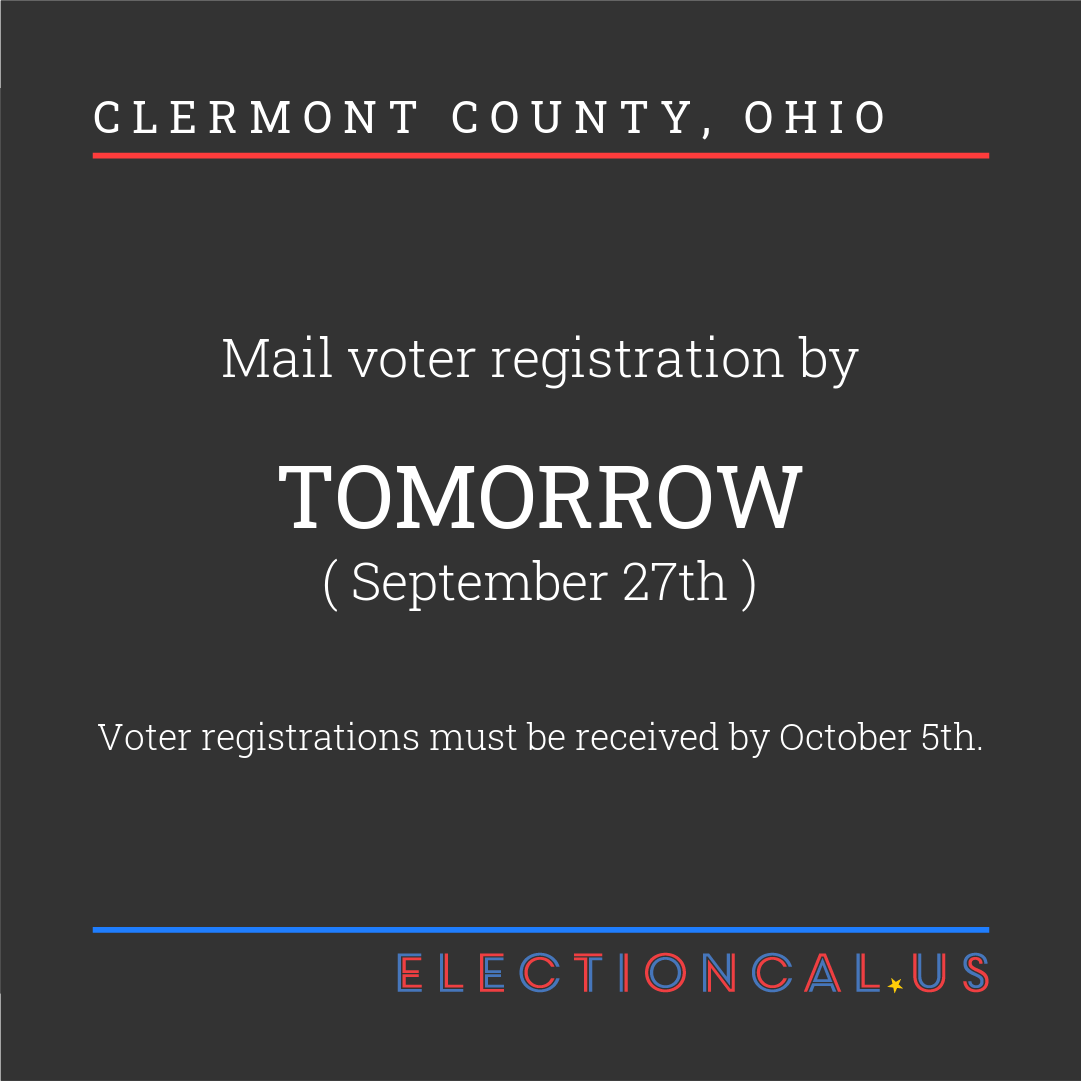 CLERMONT COUNTY, OHIO
Mail voter registration by
TOMORROW
( September 27th )
Voter registrations must be received by October 5th.
ELECTIONCAL.US